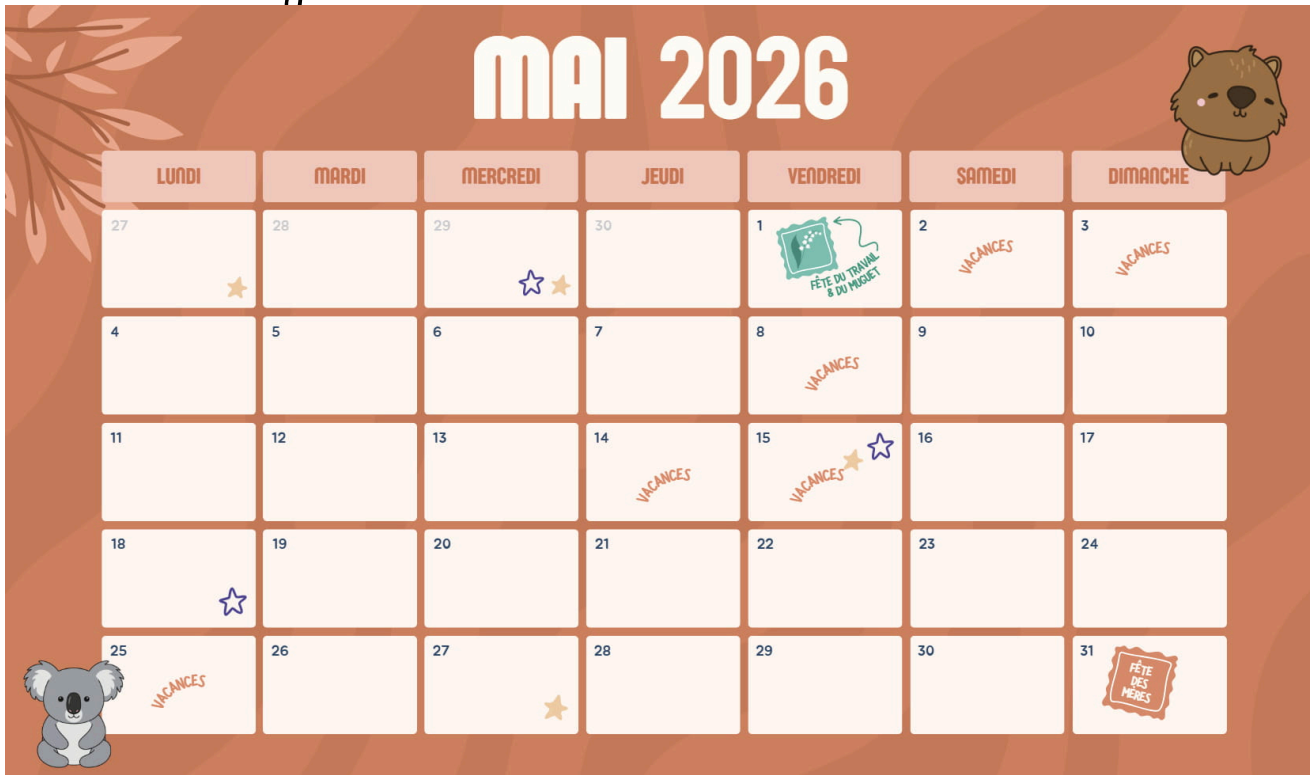 MAI 2026
LUNDI MARDI MERCREDI JEUDI VENDREDI SAMEDI DIMANCHE
27 28 29 30 1 2 3
FÊTE DU TRAVAIL
& DU MUGUET
VACANCES
VACANCES
4 5 6 7 8 9 10
VACANCES
11 12 13 14 15 16 17
VACANCES
VACANCES
18 19 20 21 22 23 24
25 26 27 28 29 30 31
VACANCES
FÊTE
DES
MÈRES